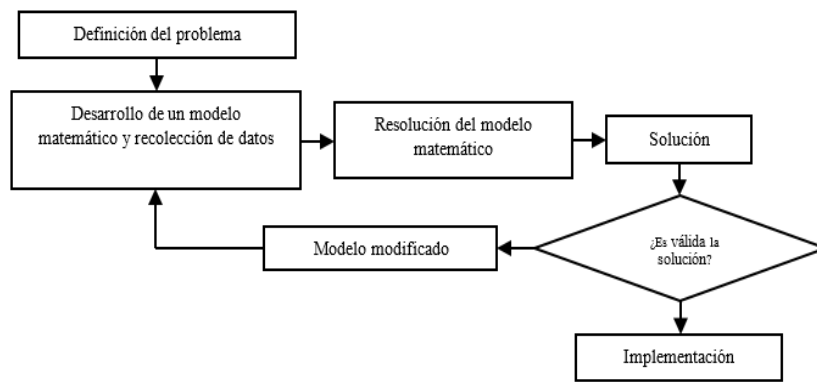 Definición del problema
Desarrollo de un modelo
matemático y recolección de datos
Resolución del modelo
matemático
Solución
¿Es válida la
solución?
Modelo modificado
Implementación